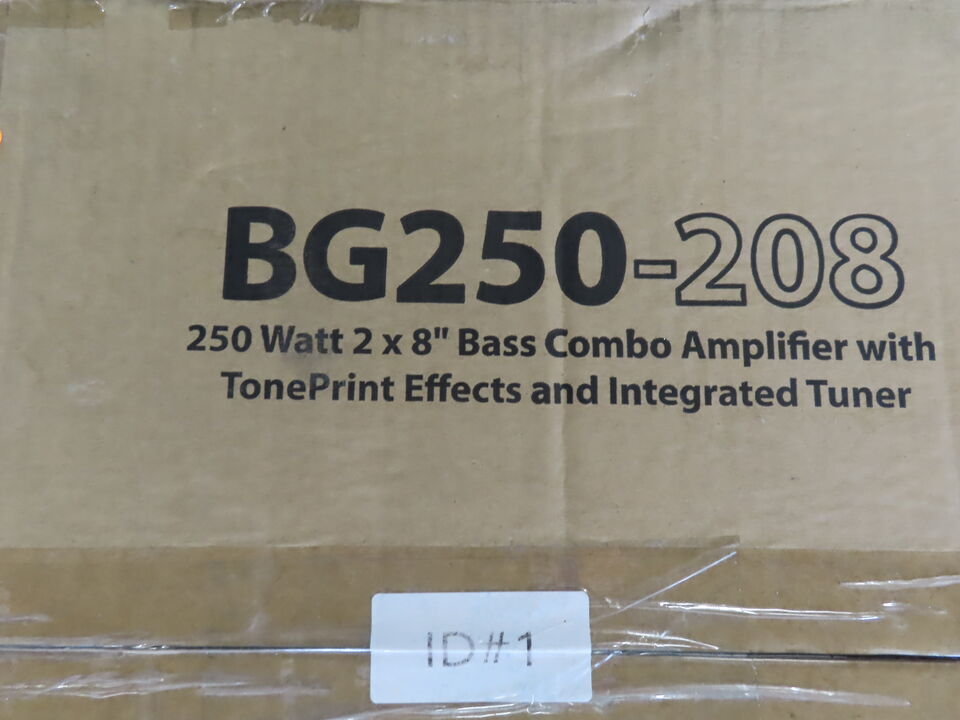 BG250-208
250 Watt 2 x 8" Bass Combo Amplifier with
TonePrint Effects and Integrated Tuner
ID#1